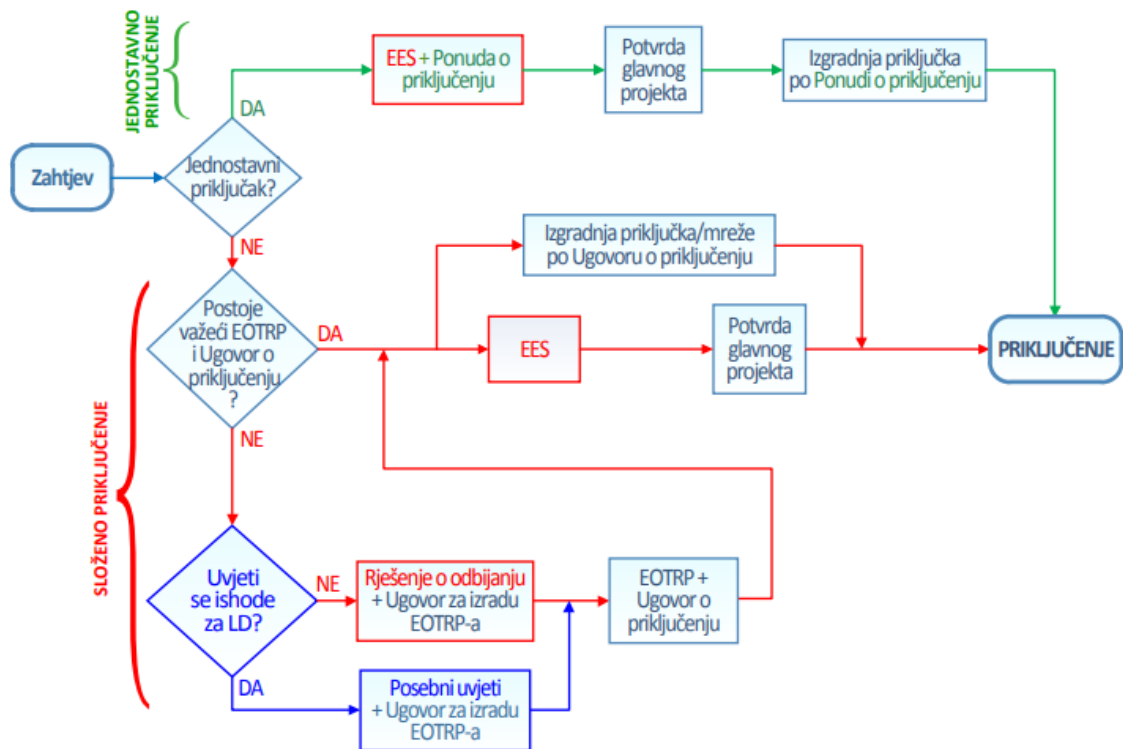 JEDNOSTAVNO
PRIKLJUČENJE
EES + Ponuda o
priključenju
Potvrda
glavnog
projekta
Izgradnja priključka
po Ponudi o priključenju
DA
Zahtjev
Jednostavni
priključak?
NE
Izgradnja priključka/mreže
po Ugovoru o priključenju
Postoje
važeći EOTRP
i Ugovor o
priključenju
?
DA
EES
Potvrda
glavnog
projekta
PRIKLJUČENJE
NE
SLOŽENO PRIKLJUČENJE
Uvjeti
se ishode
za LD?
NE
Rješenje o odbijanju
+ Ugovor za izradu
EOTRP-a
EOTRP +
Ugovor o
priključenju
DA
Posebni uvjeti
+ Ugovor za izradu
EOTRP-a